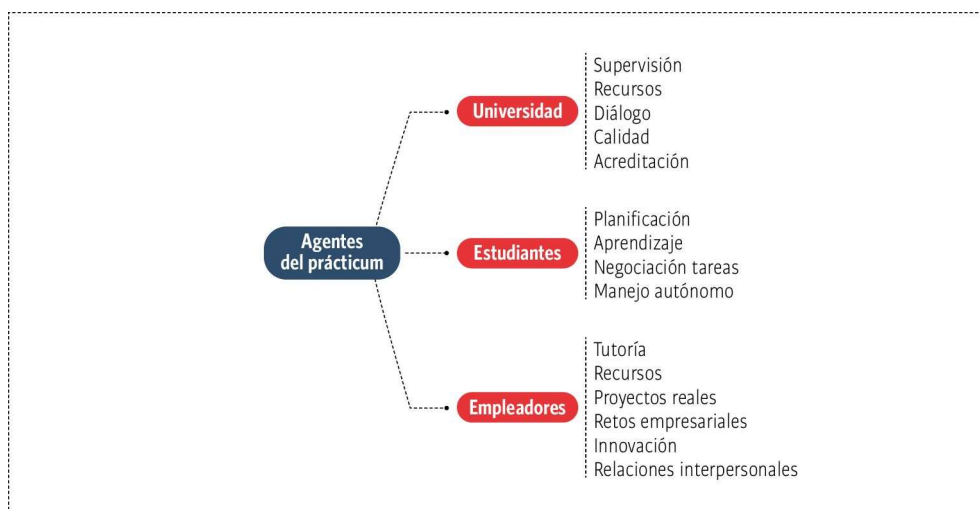 Agentes
del prácticum
Universidad
Supervisión
Recursos
Diálogo
Calidad
Acreditación
Estudiantes
Planificación
Aprendizaje
Negociación tareas
Manejo autónomo
Empleadores
Tutoría
Recursos
Proyectos reales
Retos empresariales
Innovación
Relaciones interpersonales